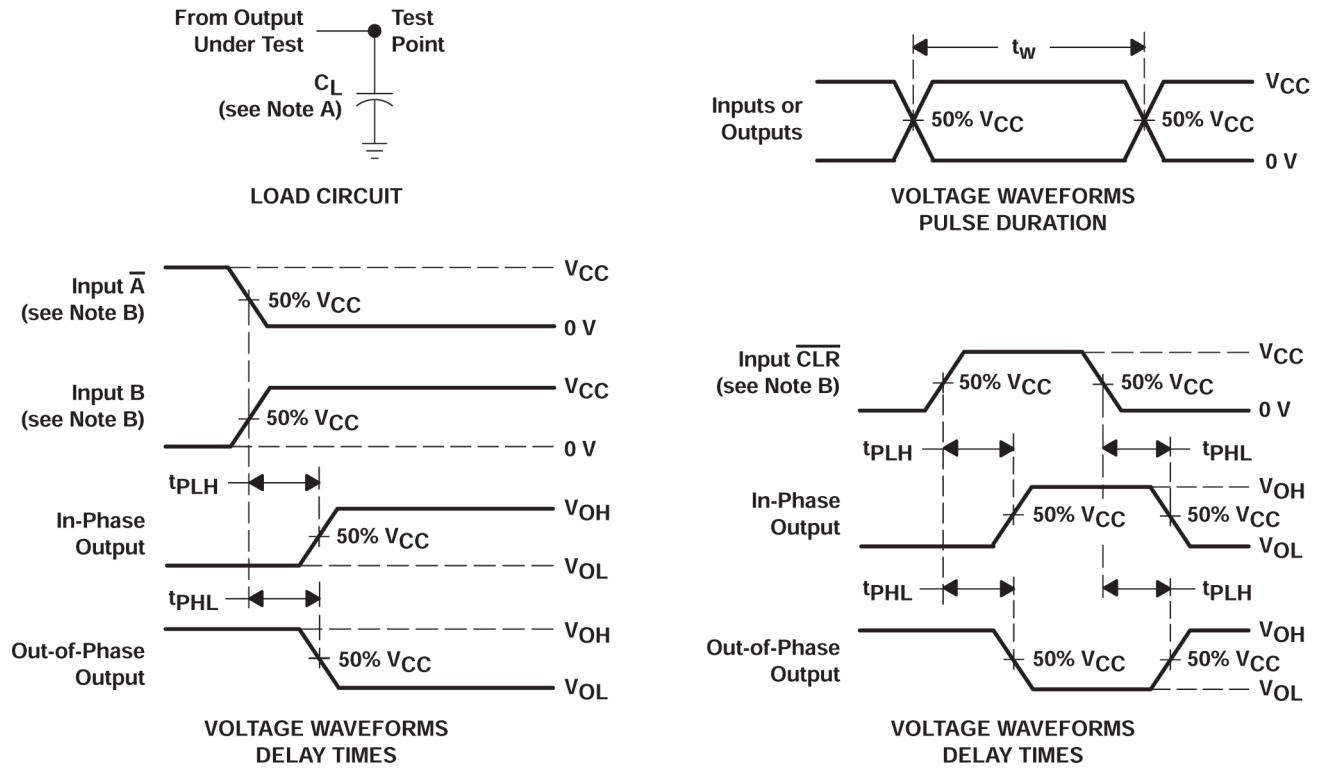 From Output
Under Test
Test
Point
CL
(see Note A)
LOAD CIRCUIT
tw
Inputs or
Outputs
50% VCC
50% VCC
VCC
0 V
VOLTAGE WAVEFORMS
PULSE DURATION
Input A̅
(see Note B)
50% VCC
VCC
0 V
Input B
(see Note B)
50% VCC
VCC
0 V
tPLH
In-Phase
Output
50% VCC
VOH
VOL
tPHL
Out-of-Phase
Output
50% VCC
VOH
VOL
VOLTAGE WAVEFORMS
DELAY TIMES
Input C̅L̅R̅
(see Note B)
50% VCC
50% VCC
VCC
0 V
tPLH
tPHL
In-Phase
Output
50% VCC
50% VCC
VOH
VOL
tPHL
tPLH
Out-of-Phase
Output
50% VCC
50% VCC
VOH
VOL
VOLTAGE WAVEFORMS
DELAY TIMES